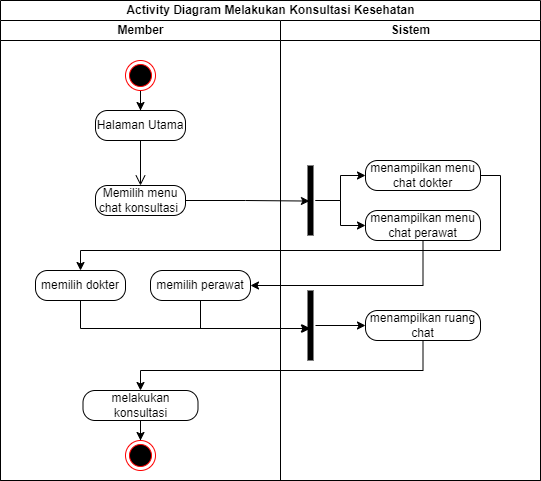 Activity Diagram Melakukan Konsultasi Kesehatan
Member
Sistem
Halaman Utama
Memilih menu
chat konsultasi
menampilkan menu
chat dokter
menampilkan menu
chat perawat
memilih dokter
memilih perawat
menampilkan ruang
chat
melakukan
konsultasi